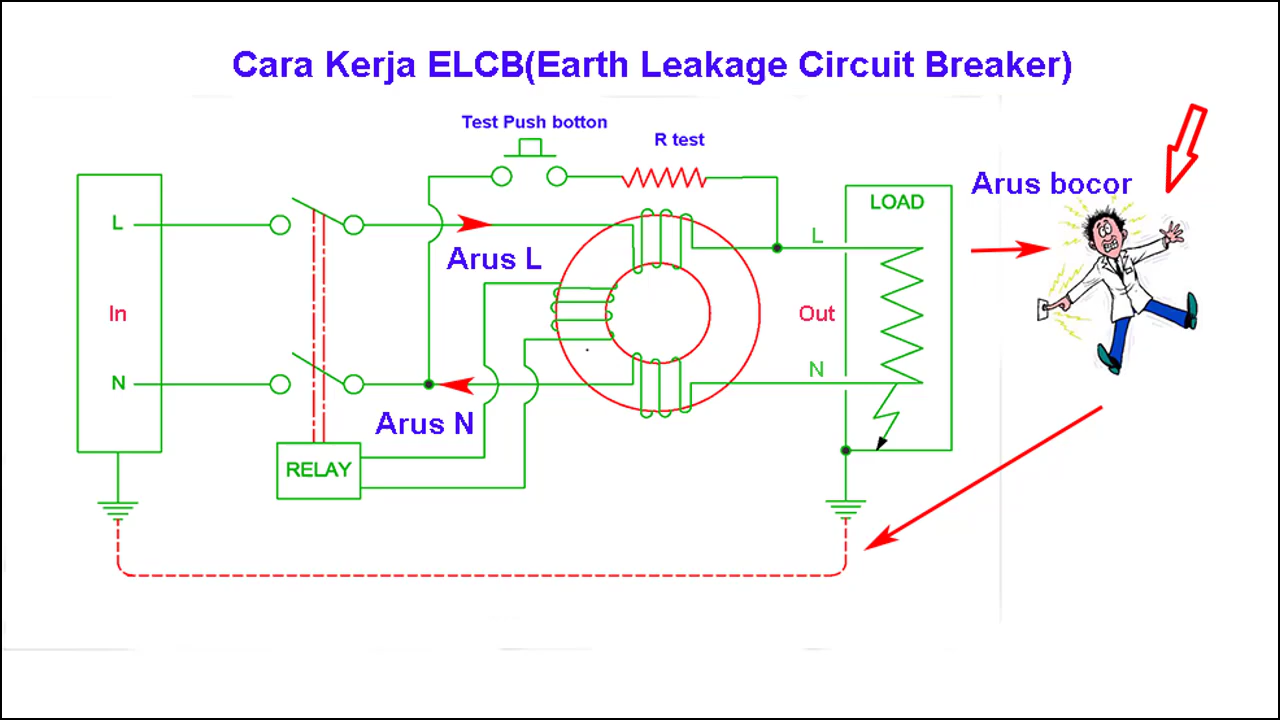 Cara Kerja ELCB(Earth Leakage Circuit Breaker)
Test Push botton
R test
Arus bocor
LOAD
L
L
Arus L
In
Out
N
N
Arus N
RELAY